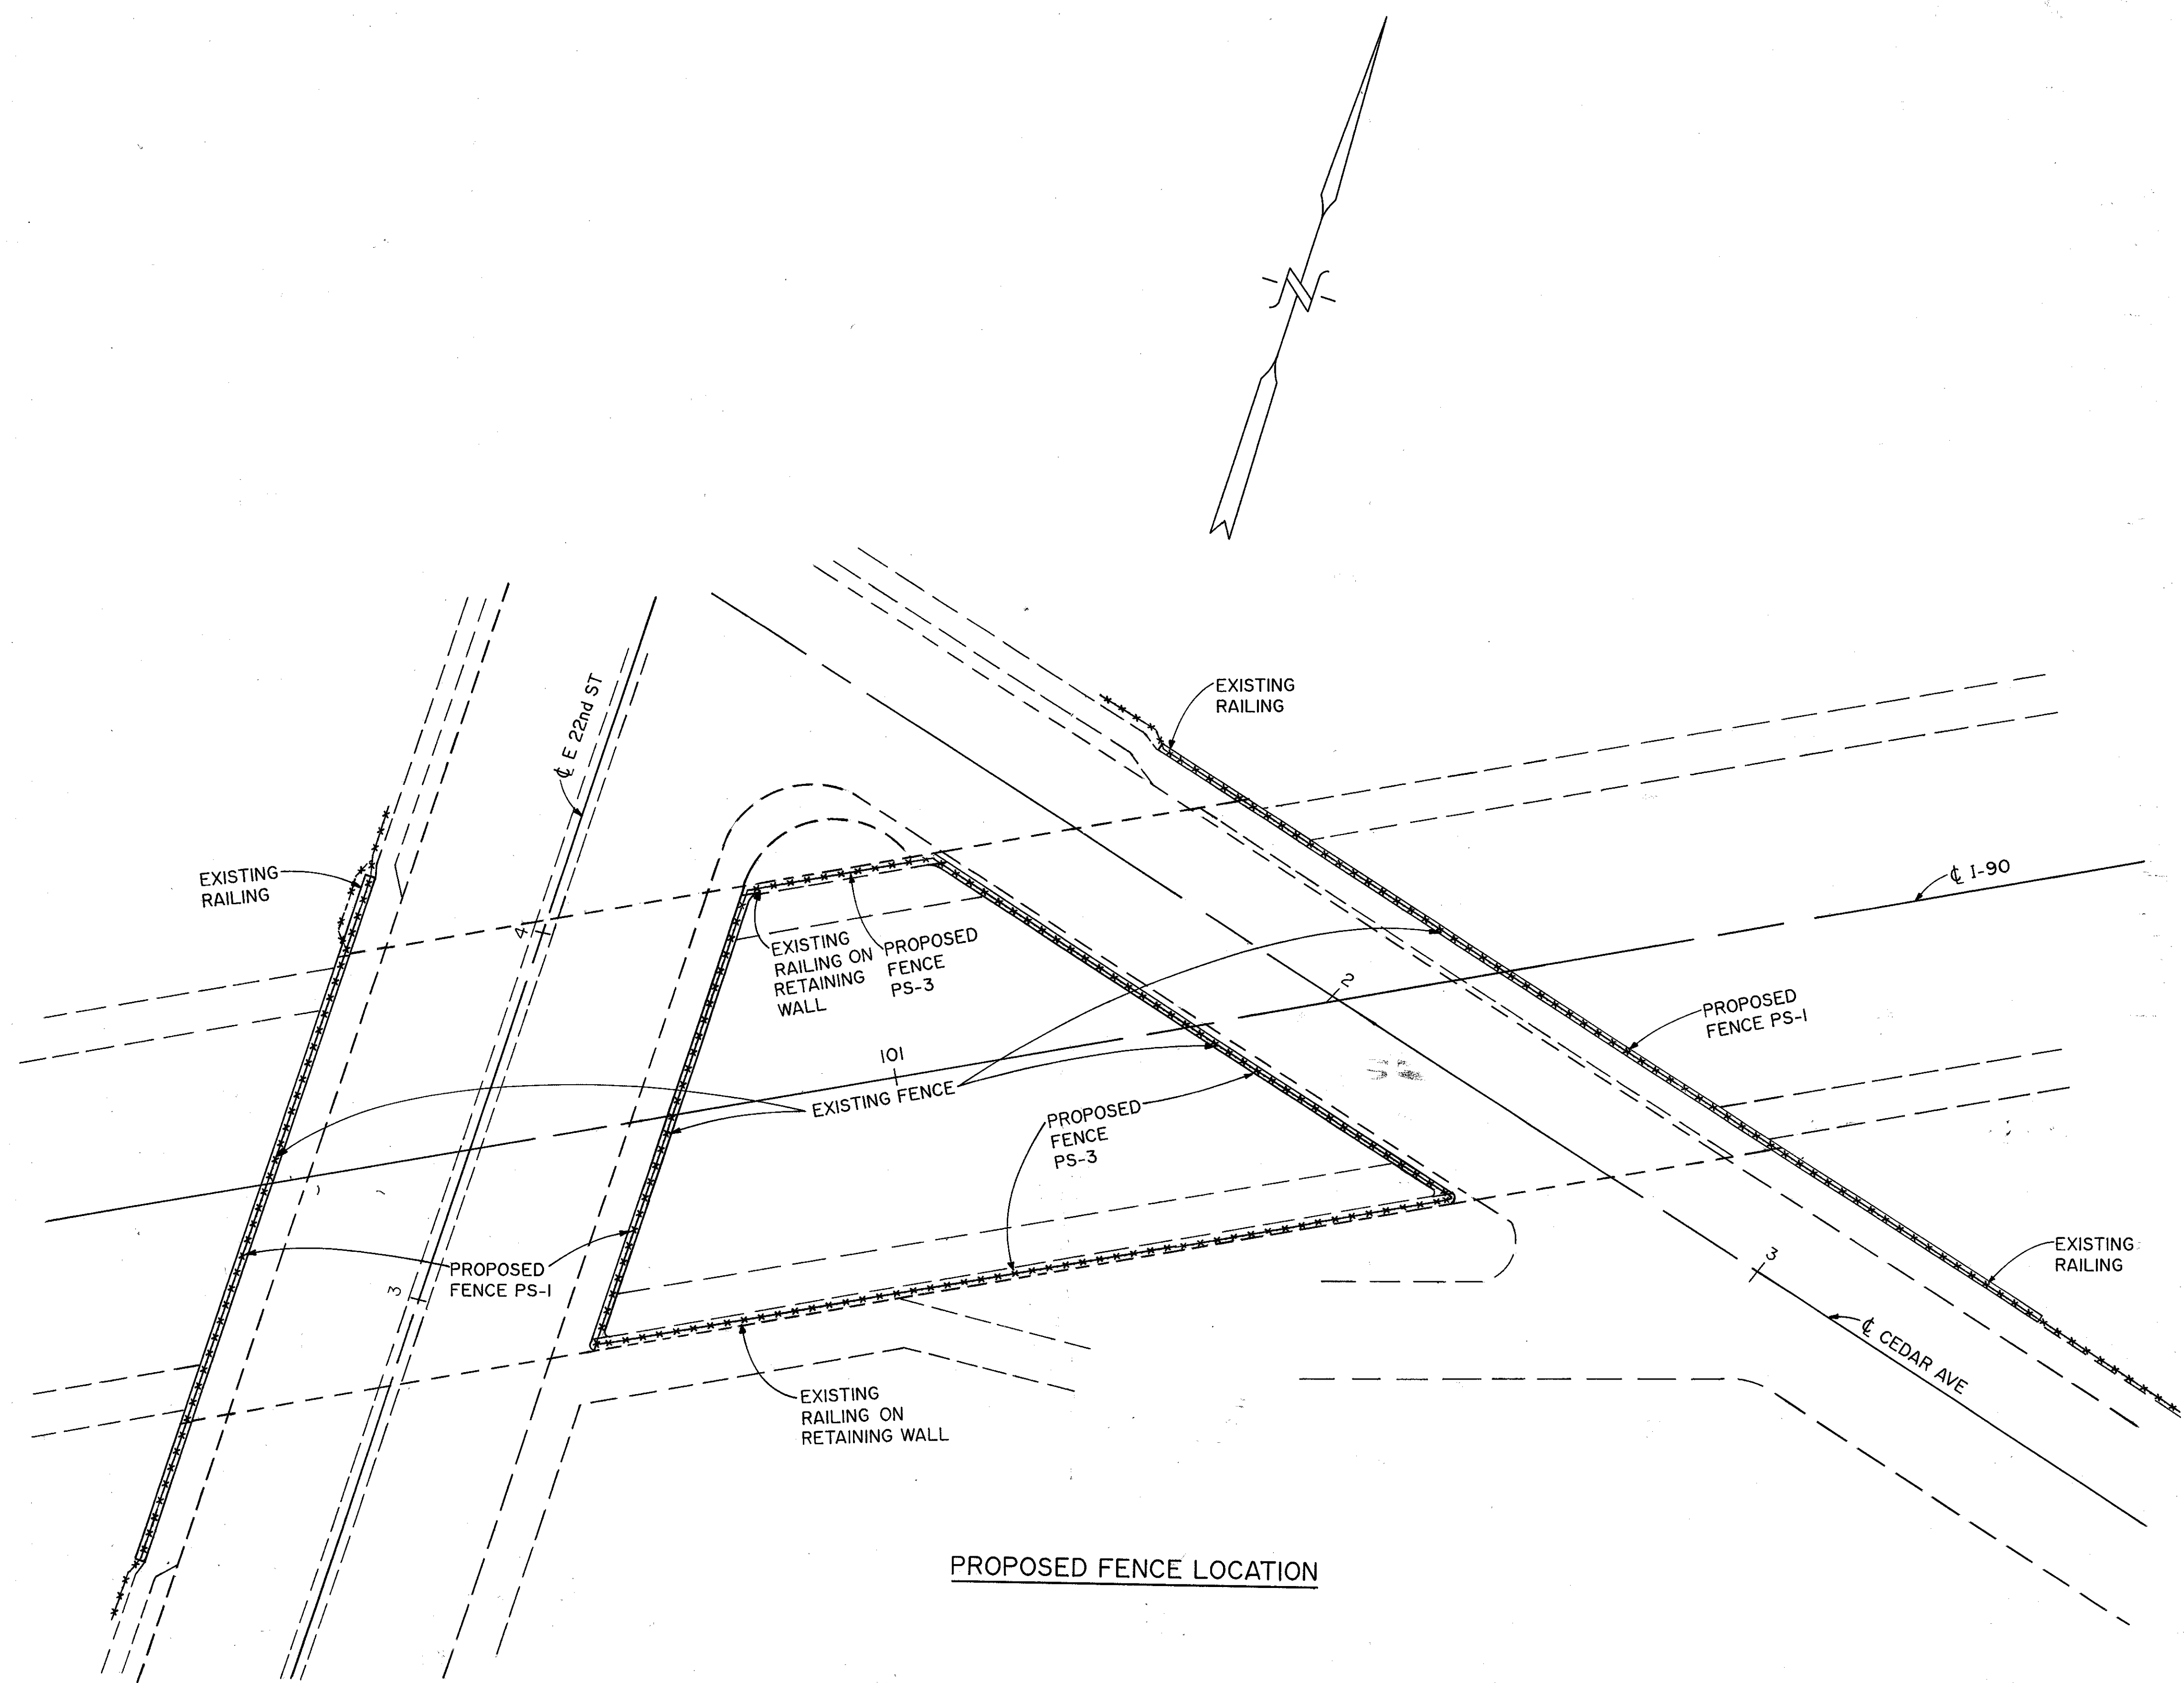 N
EXISTING
RAILING
℄ E 22nd ST
EXISTING
RAILING
℄ I-90
4
EXISTING
RAILING ON
RETAINING
WALL
PROPOSED
FENCE
PS-3
2
PROPOSED
FENCE PS-1
101
EXISTING FENCE
PROPOSED
FENCE
PS-3
PROPOSED
FENCE PS-1
3
3
EXISTING
RAILING
℄ CEDAR AVE
EXISTING
RAILING ON
RETAINING WALL
PROPOSED FENCE LOCATION